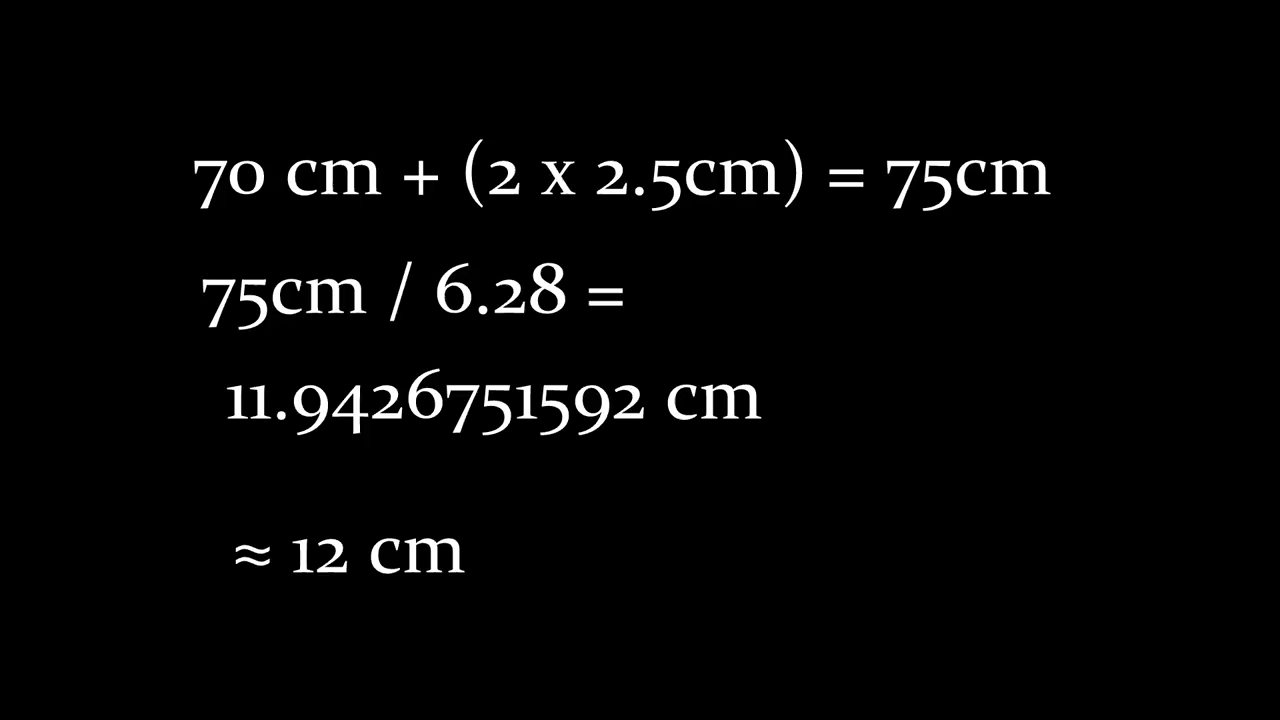 70 cm + (2 x 2.5cm) = 75cm
75cm / 6.28 =
11.9426751592 cm
≈ 12 cm